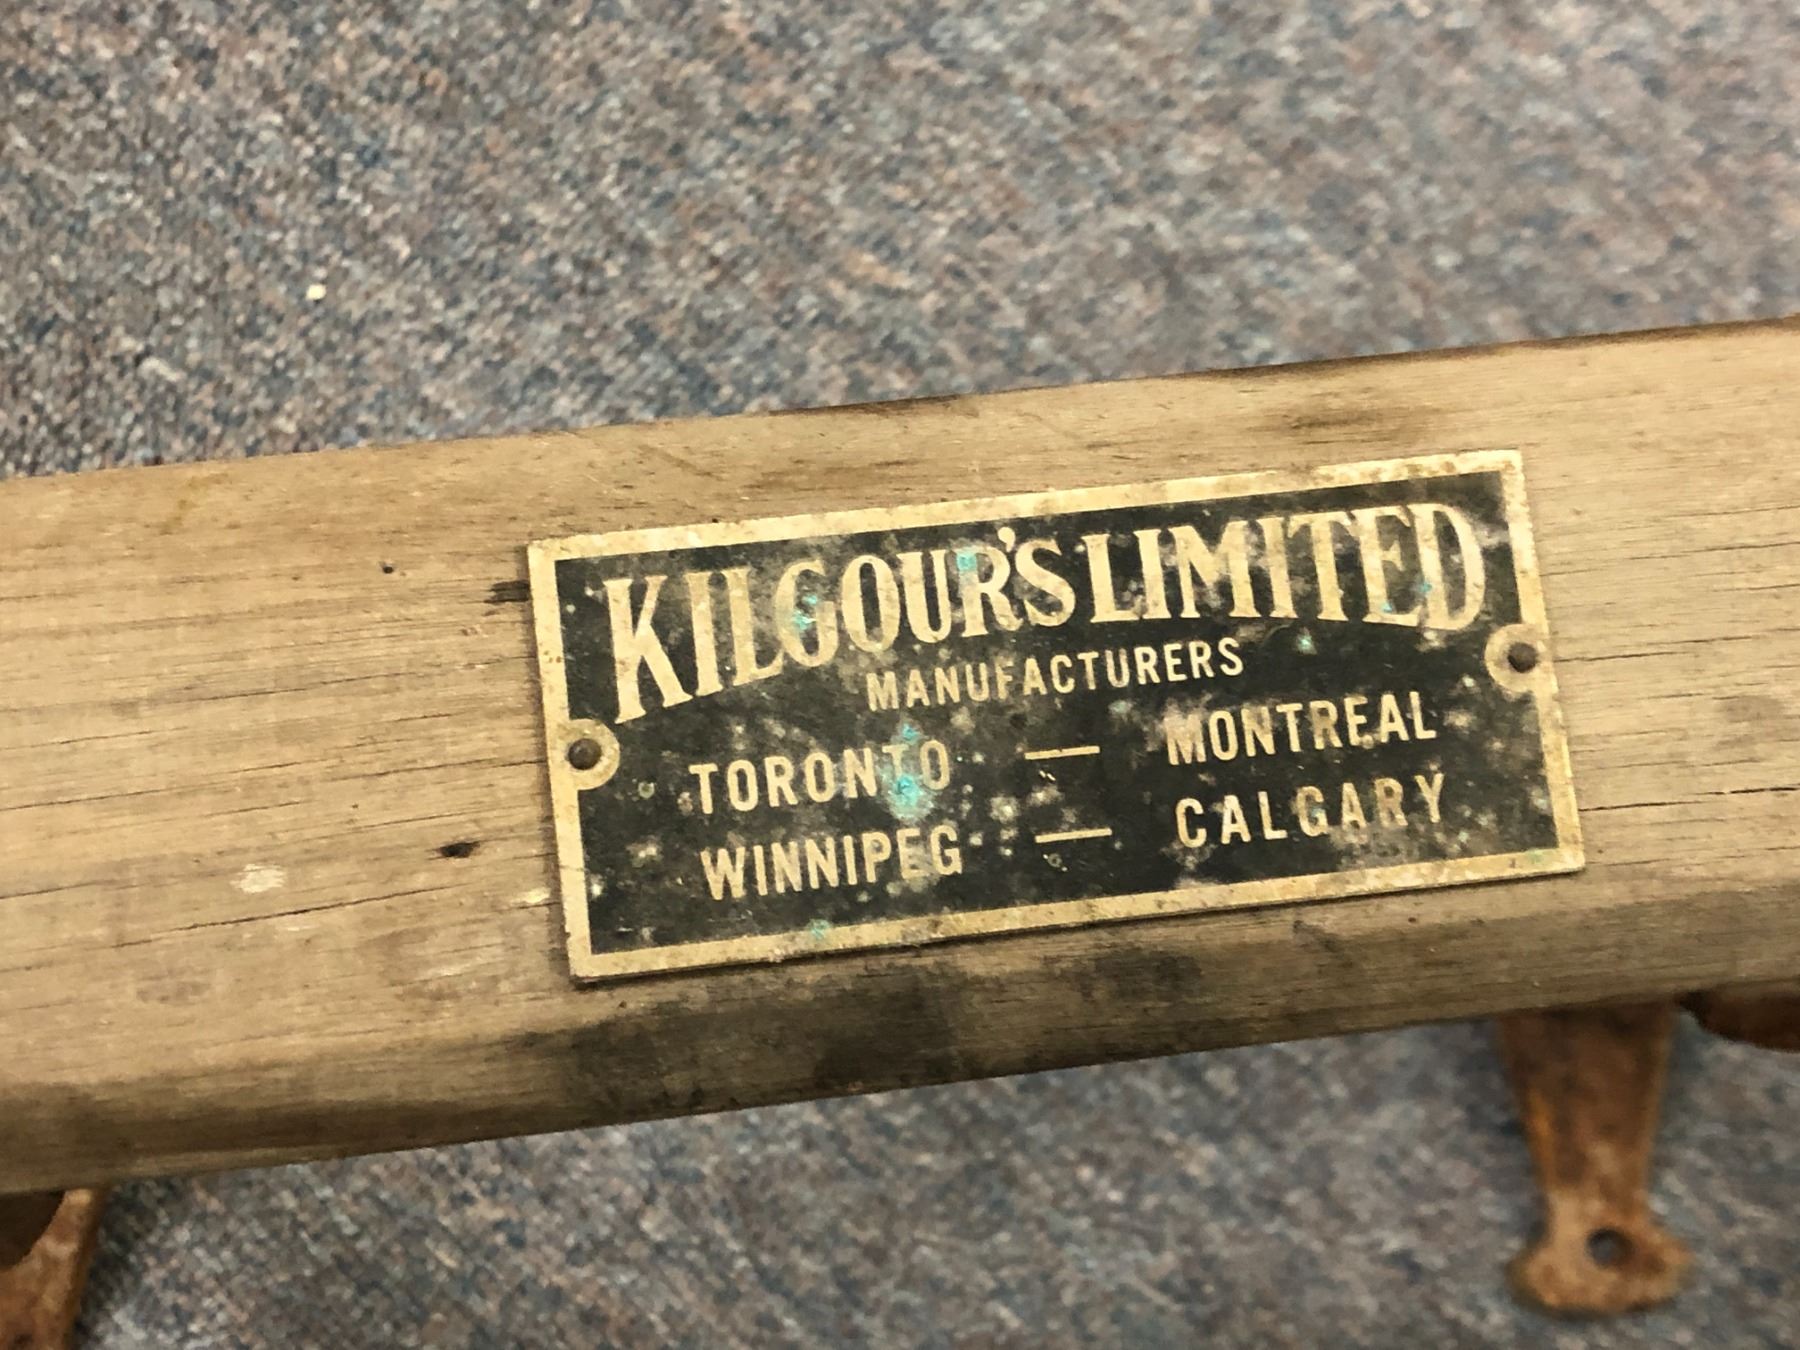 KILGOUR'S LIMITED
MANUFACTURERS
TORONTO — MONTREAL
WINNIPEG — CALGARY